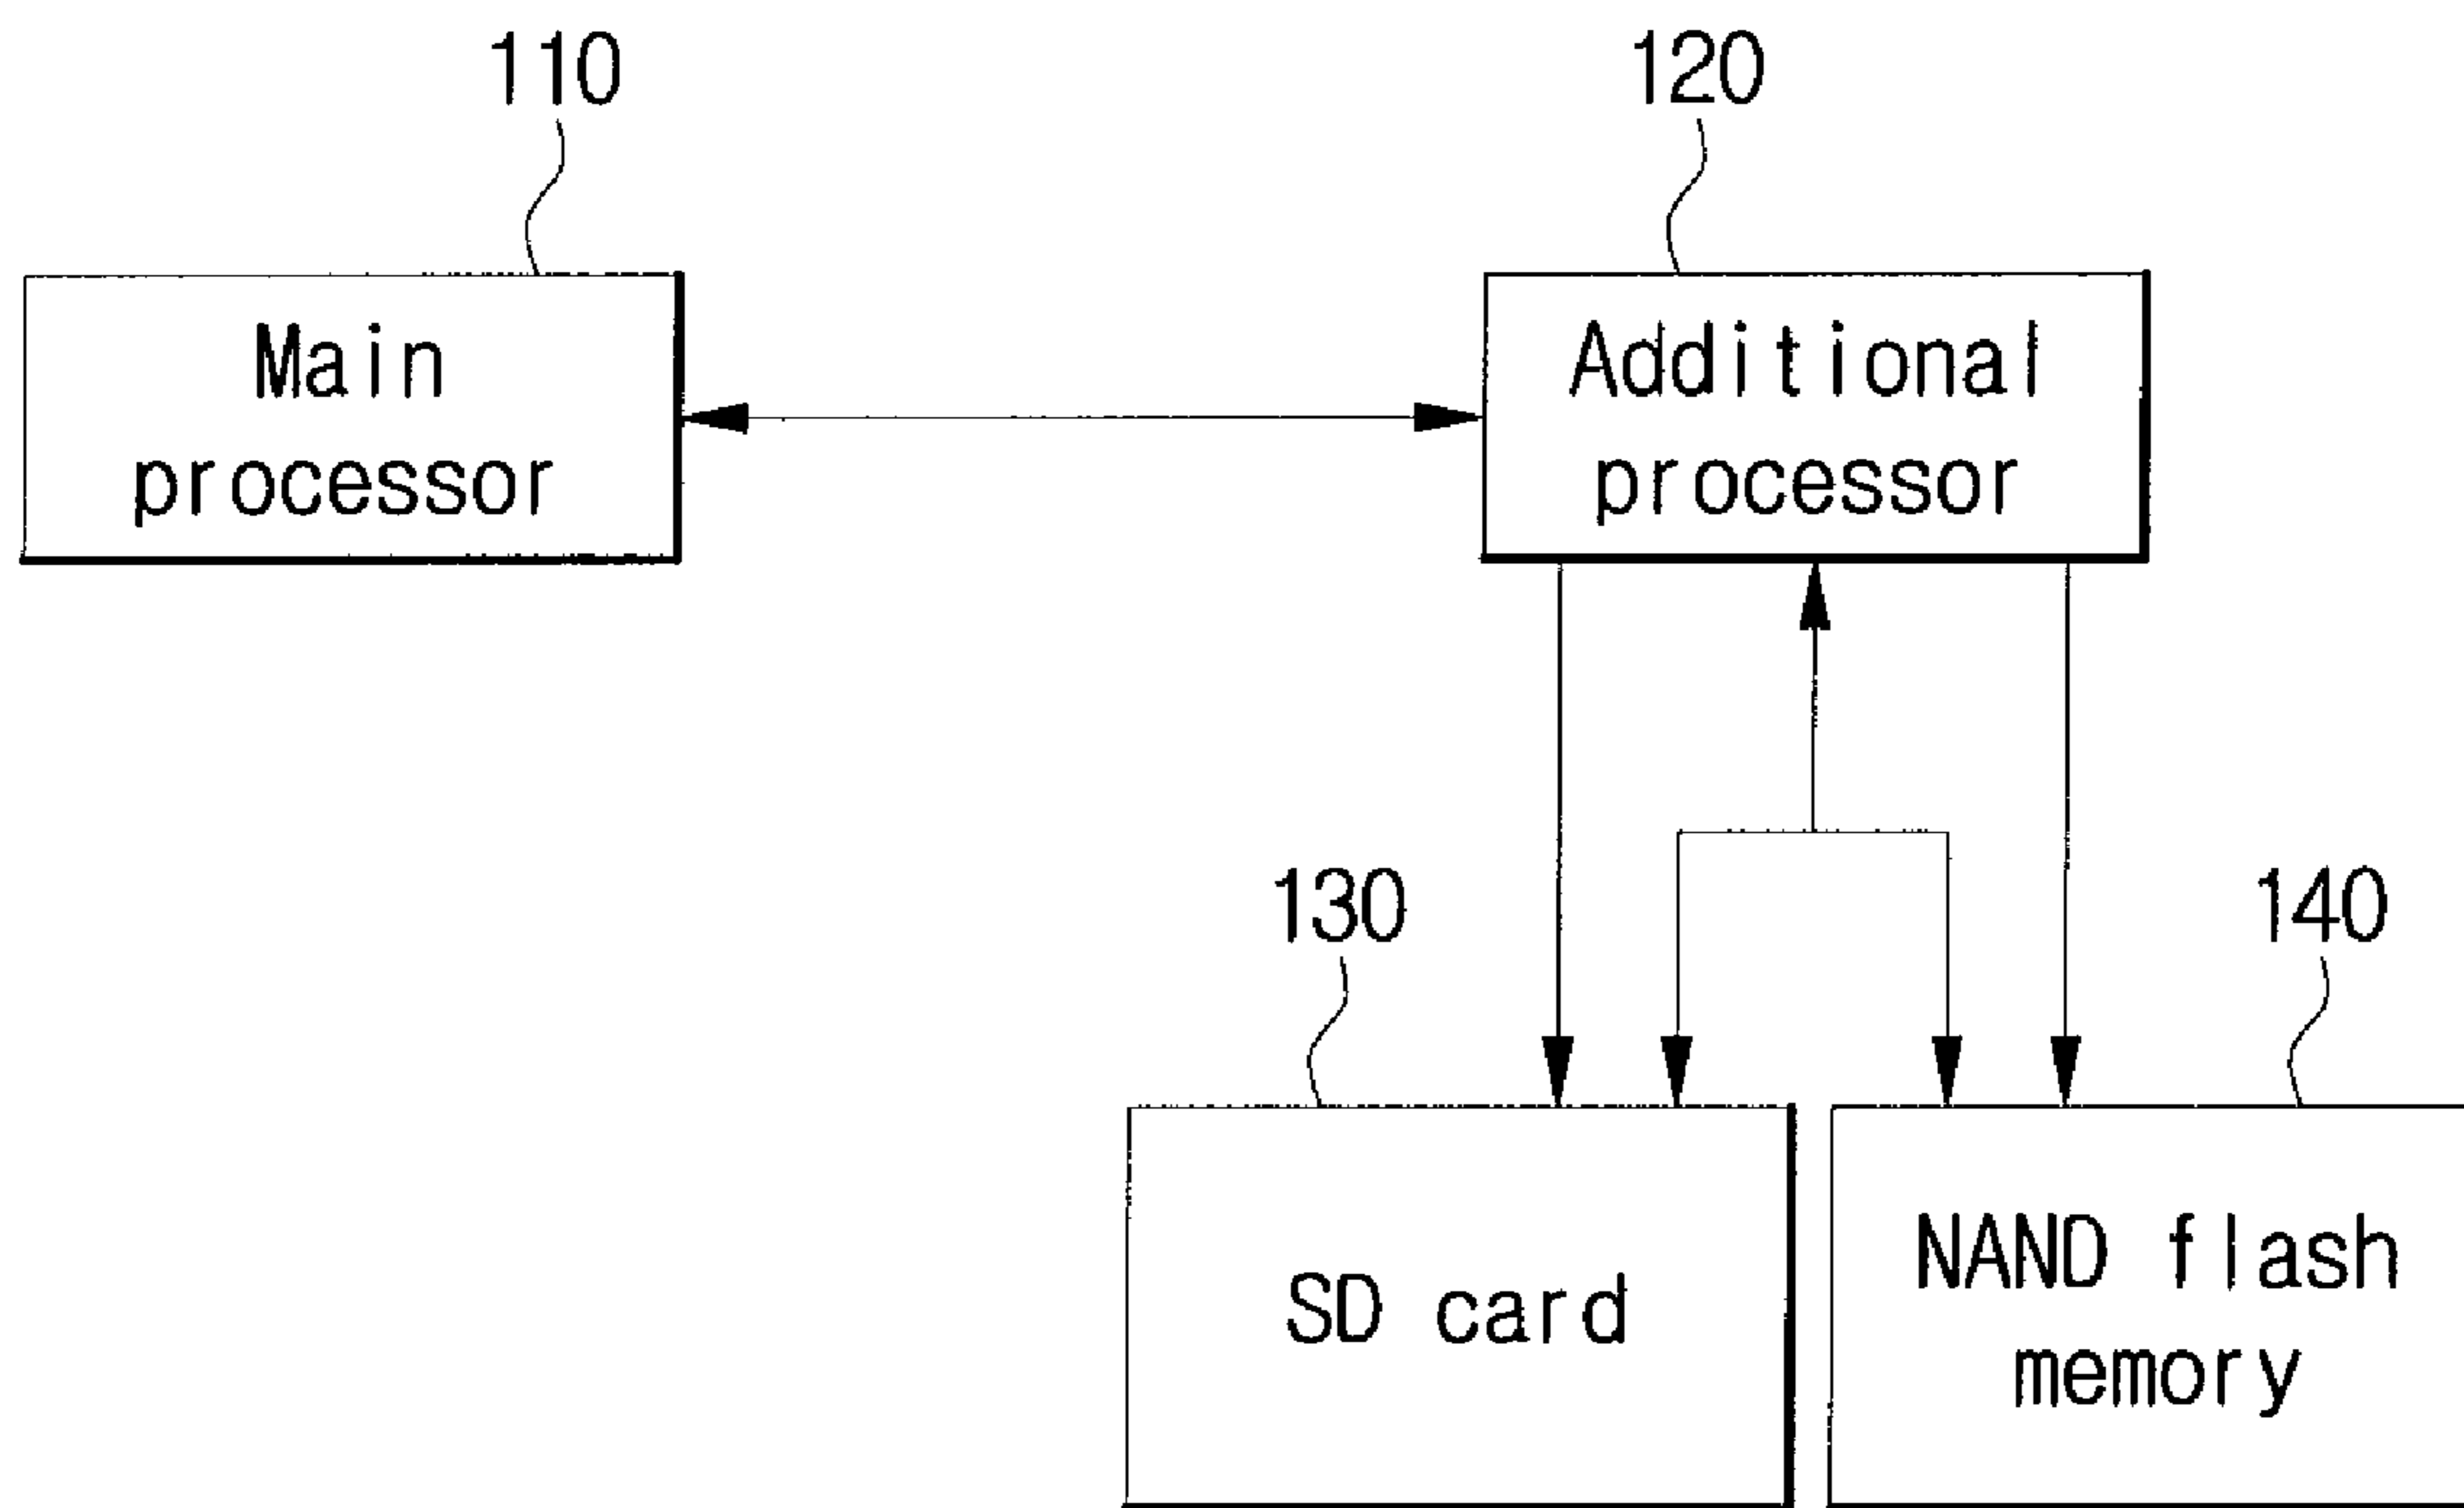 110
120
Main
processor
Additional
processor
130
140
SD card
NAND flash
memory